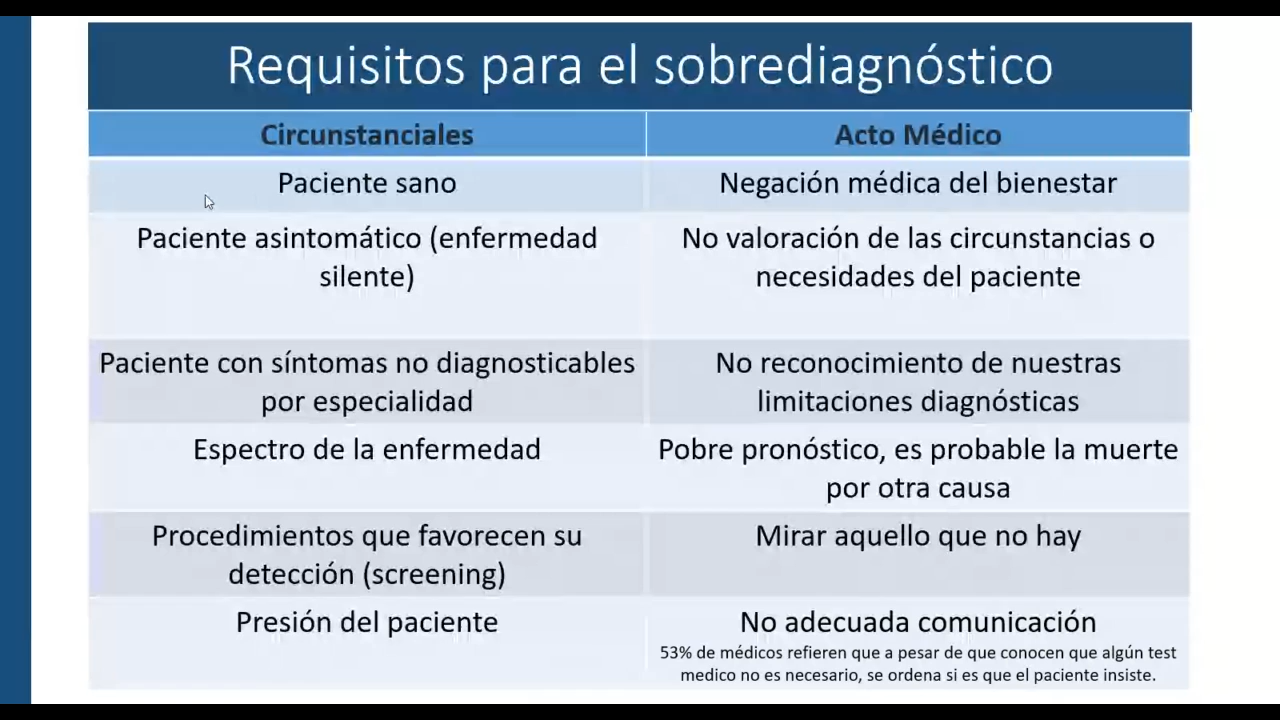 Requisitos para el sobrediagnóstico
Circunstanciales
Acto Médico
Paciente sano
Negación médica del bienestar
Paciente asintomático (enfermedad
silente)
No valoración de las circunstancias o
necesidades del paciente
Paciente con síntomas no diagnosticables
por especialidad
No reconocimiento de nuestras
limitaciones diagnósticas
Espectro de la enfermedad
Pobre pronóstico, es probable la muerte
por otra causa
Procedimientos que favorecen su
detección (screening)
Mirar aquello que no hay
Presión del paciente
No adecuada comunicación
53% de médicos refieren que a pesar de que conocen que algún test
medico no es necesario, se ordena si es que el paciente insiste.